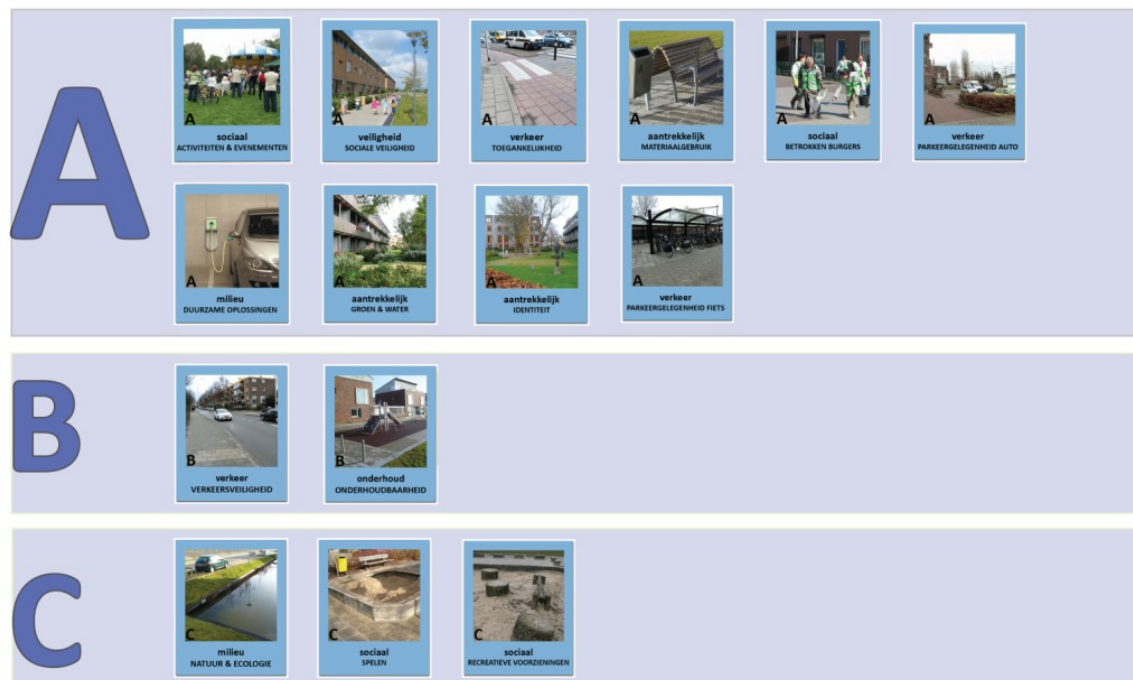 A
A
sociaal
ACTIVITEITEN & EVENEMENTEN
A
veiligheid
SOCIALE VEILIGHEID
A
verkeer
TOEGANKELIJKHEID
A
aantrekkelijk
MATERIAALGEBRUIK
A
sociaal
BETROKKEN BURGERS
A
verkeer
PARKEERGELEGENHEID AUTO
A
milieu
DUURZAME OPLOSSINGEN
A
aantrekkelijk
GROEN & WATER
A
aantrekkelijk
IDENTITEIT
A
verkeer
PARKEERGELEGENHEID FIETS
B
B
verkeer
VERKEERSVEILIGHEID
B
onderhoud
ONDERHOUDBAARHEID
C
C
milieu
NATUUR & ECOLOGIE
C
sociaal
SPELEN
C
sociaal
RECREATIEVE VOORZIENINGEN